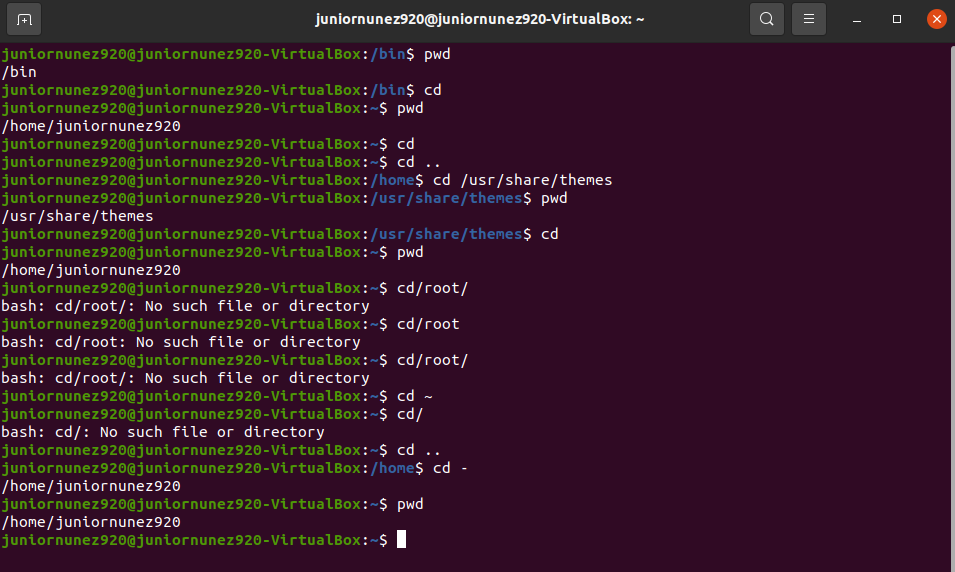 juniornunez920@juniornunez920-VirtualBox: ~
juniornunez920@juniornunez920-VirtualBox:/bin$ pwd
/bin
juniornunez920@juniornunez920-VirtualBox:/bin$ cd
juniornunez920@juniornunez920-VirtualBox:~$ pwd
/home/juniornunez920
juniornunez920@juniornunez920-VirtualBox:~$ cd
juniornunez920@juniornunez920-VirtualBox:~$ cd ..
juniornunez920@juniornunez920-VirtualBox:/home$ cd /usr/share/themes
juniornunez920@juniornunez920-VirtualBox:/usr/share/themes$ pwd
/usr/share/themes
juniornunez920@juniornunez920-VirtualBox:/usr/share/themes$ cd
juniornunez920@juniornunez920-VirtualBox:~$ pwd
/home/juniornunez920
juniornunez920@juniornunez920-VirtualBox:~$ cd/root/
bash: cd/root/: No such file or directory
juniornunez920@juniornunez920-VirtualBox:~$ cd/root
bash: cd/root: No such file or directory
juniornunez920@juniornunez920-VirtualBox:~$ cd/root/
bash: cd/root/: No such file or directory
juniornunez920@juniornunez920-VirtualBox:~$ cd ~
juniornunez920@juniornunez920-VirtualBox:~$ cd/
bash: cd/: No such file or directory
juniornunez920@juniornunez920-VirtualBox:~$ cd ..
juniornunez920@juniornunez920-VirtualBox:/home$ cd -
/home/juniornunez920
juniornunez920@juniornunez920-VirtualBox:~$ pwd
/home/juniornunez920
juniornunez920@juniornunez920-VirtualBox:~$